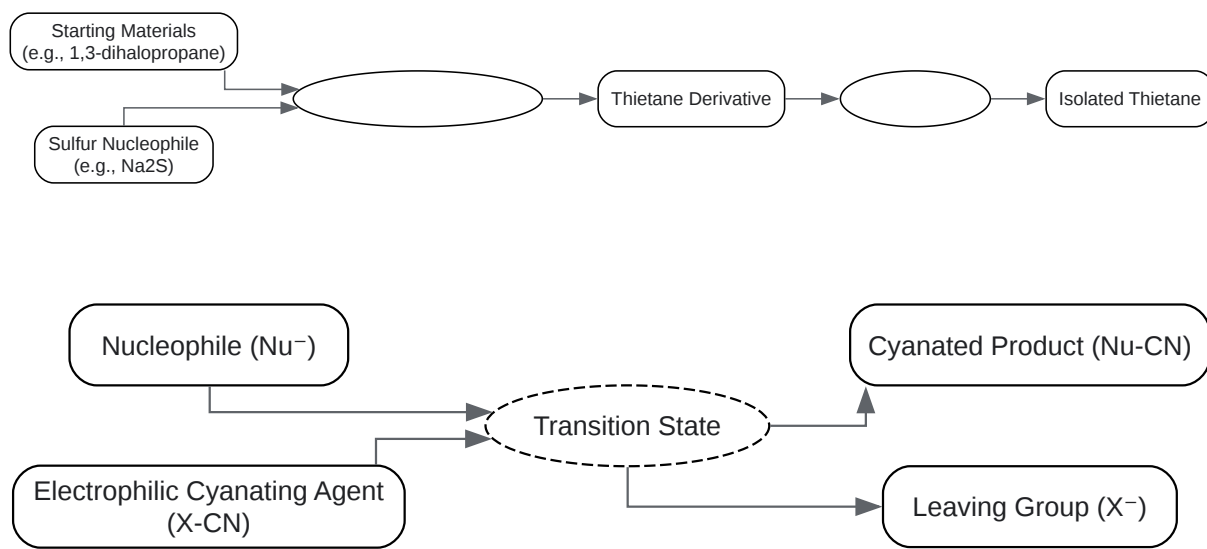 Starting Materials
(e.g., 1,3-dihalopropane)
Sulfur Nucleophile
(e.g., Na2S)
Thietane Derivative
Isolated Thietane
Nucleophile (Nu⁻)
Electrophilic Cyanating Agent
(X-CN)
Transition State
Cyanated Product (Nu-CN)
Leaving Group (X⁻)